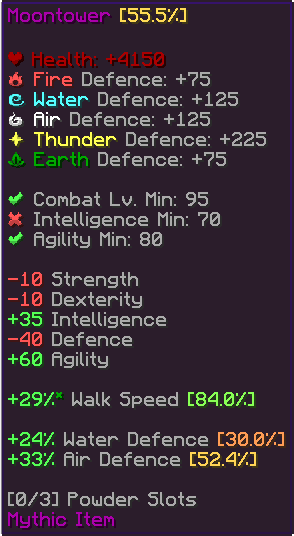 Moontower [55.5%]
Health: +4150
Fire Defence: +75
Water Defence: +125
Air Defence: +125
Thunder Defence: +225
Earth Defence: +75
✔ Combat Lv. Min: 95
✖ Intelligence Min: 70
✔ Agility Min: 80
-10 Strength
-10 Dexterity
+35 Intelligence
-40 Defence
+60 Agility
+29%* Walk Speed [84.0%]
+24% Water Defence [30.0%]
+33% Air Defence [52.4%]
[0/3] Powder Slots
Mythic Item